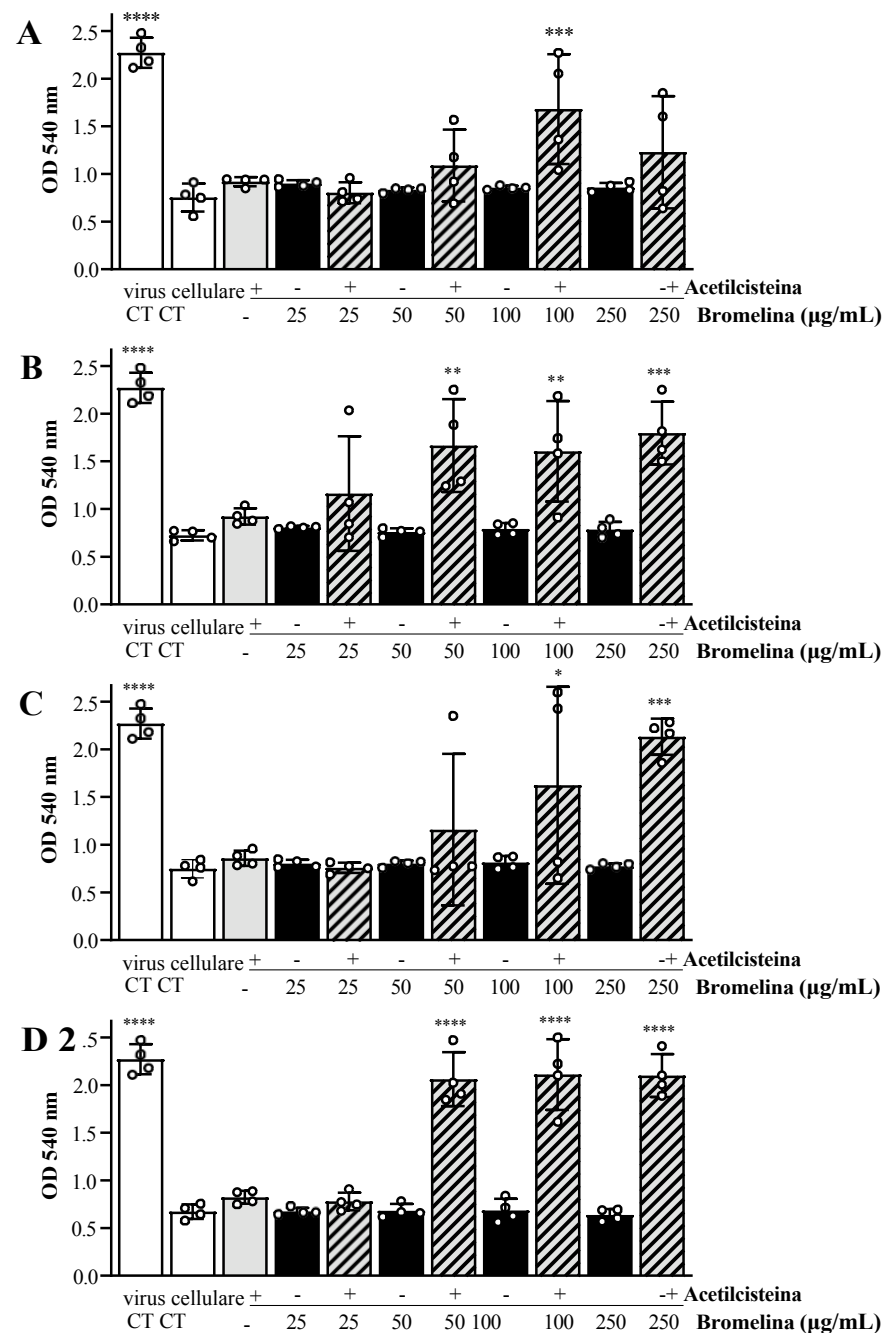 A
OD 540 nm
2.5
2.0
1.5
1.0
0.5
0.0
****
***
virus cellulare + - + - + - + -+ Acetilcisteina
CT CT - 25 25 50 50 100 100 250 250 Bromelina (μg/mL)
B
OD 540 nm
2.5
2.0
1.5
1.0
0.5
0.0
****
**
**
***
virus cellulare + - + - + - + -+ Acetilcisteina
CT CT - 25 25 50 50 100 100 250 250 Bromelina (μg/mL)
C
OD 540 nm
2.5
2.0
1.5
1.0
0.5
0.0
****
*
***
virus cellulare + - + - + - + -+ Acetilcisteina
CT CT - 25 25 50 50 100 100 250 250 Bromelina (μg/mL)
D 2
OD 540 nm
.5
2.0
1.5
1.0
0.5
0.0
****
****
****
****
virus cellulare + - + - + - + -+ Acetilcisteina
CT CT - 25 25 50 50 100 100 250 250 Bromelina (μg/mL)